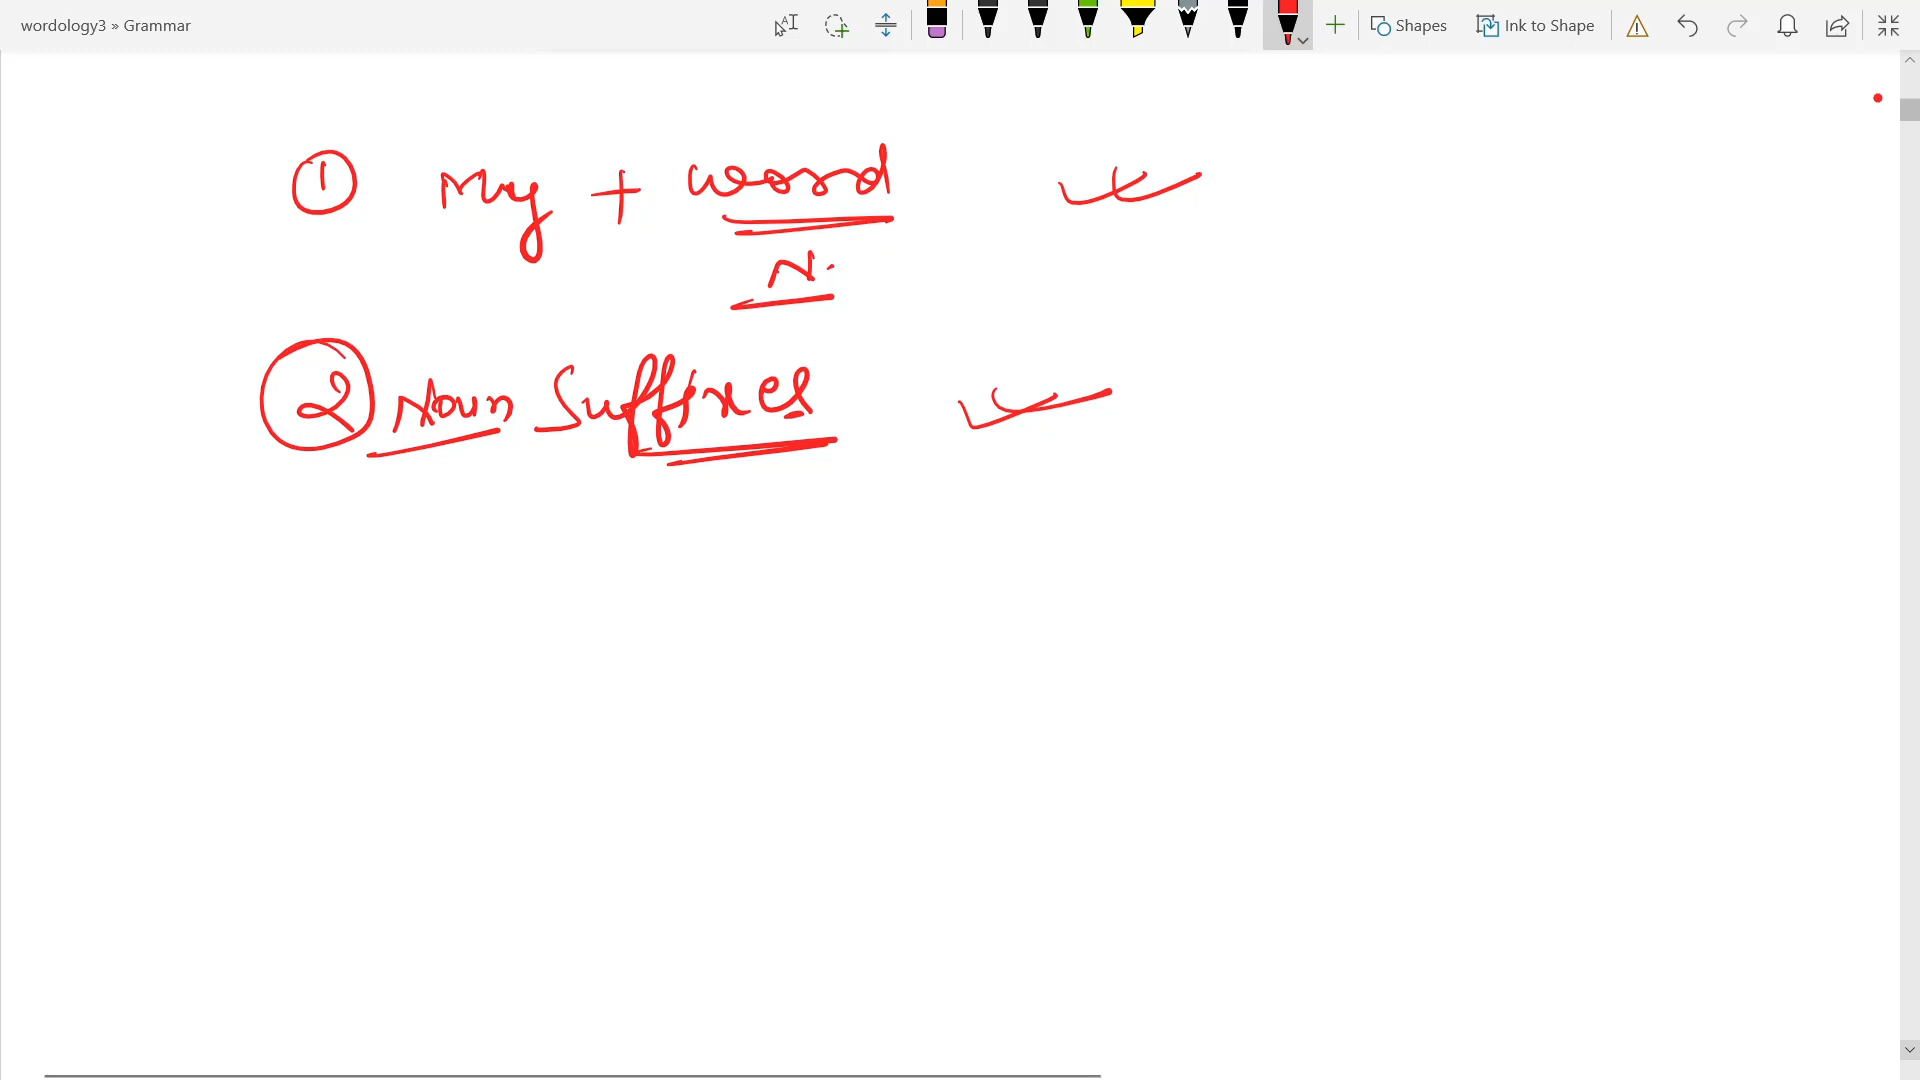 wordology3 » Grammar
Shapes
Ink to Shape
① My + word
N.
② Noun Suffixes